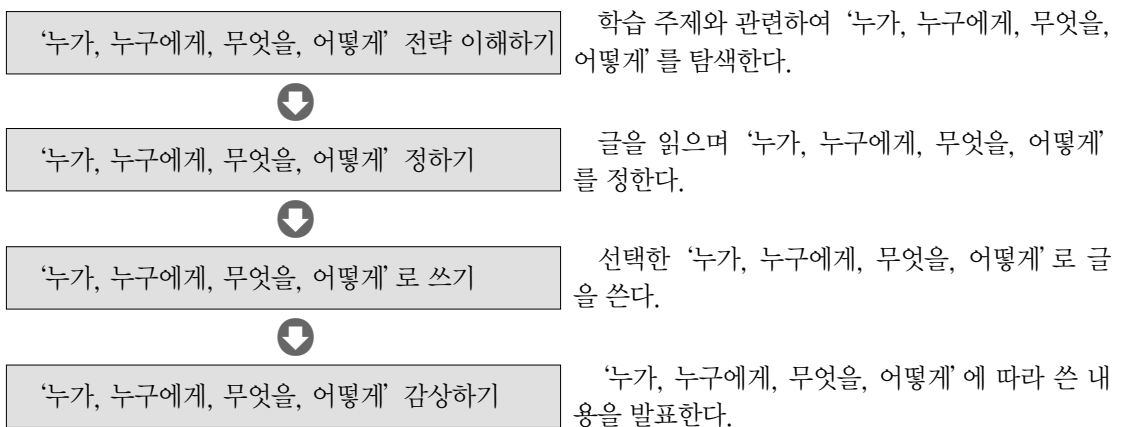 ‘누가, 누구에게, 무엇을, 어떻게’ 전략 이해하기
학습 주제와 관련하여 ‘누가, 누구에게, 무엇을,
어떻게’를 탐색한다.
‘누가, 누구에게, 무엇을, 어떻게’ 정하기
글을 읽으며 ‘누가, 누구에게, 무엇을, 어떻게’
를 정한다.
‘누가, 누구에게, 무엇을, 어떻게’로 쓰기
선택한 ‘누가, 누구에게, 무엇을, 어떻게’로 글
을 쓴다.
‘누가, 누구에게, 무엇을, 어떻게’ 감상하기
‘누가, 누구에게, 무엇을, 어떻게’에 따라 쓴 내
용을 발표한다.